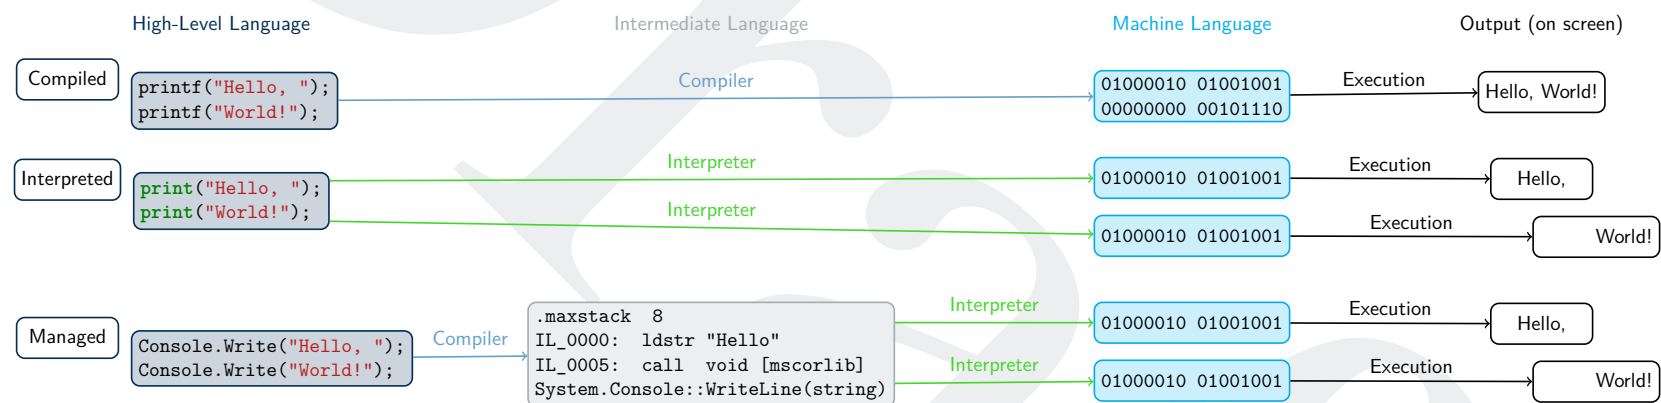 High-Level Language
Intermediate Language
Machine Language
Output (on screen)
Compiled
printf("Hello, ");
printf("World!");
Compiler
01000010 01001001
00000000 00101110
Execution
Hello, World!
Interpreted
print("Hello, ");
print("World!");
Interpreter
01000010 01001001
Execution
Hello,
Interpreter
01000010 01001001
Execution
World!
Managed
Console.Write("Hello, ");
Console.Write("World!");
Compiler
.maxstack 8
IL_0000: ldstr "Hello"
IL_0005: call void [mscorlib]
System.Console::WriteLine(string)
Interpreter
01000010 01001001
Execution
Hello,
Interpreter
01000010 01001001
Execution
World!